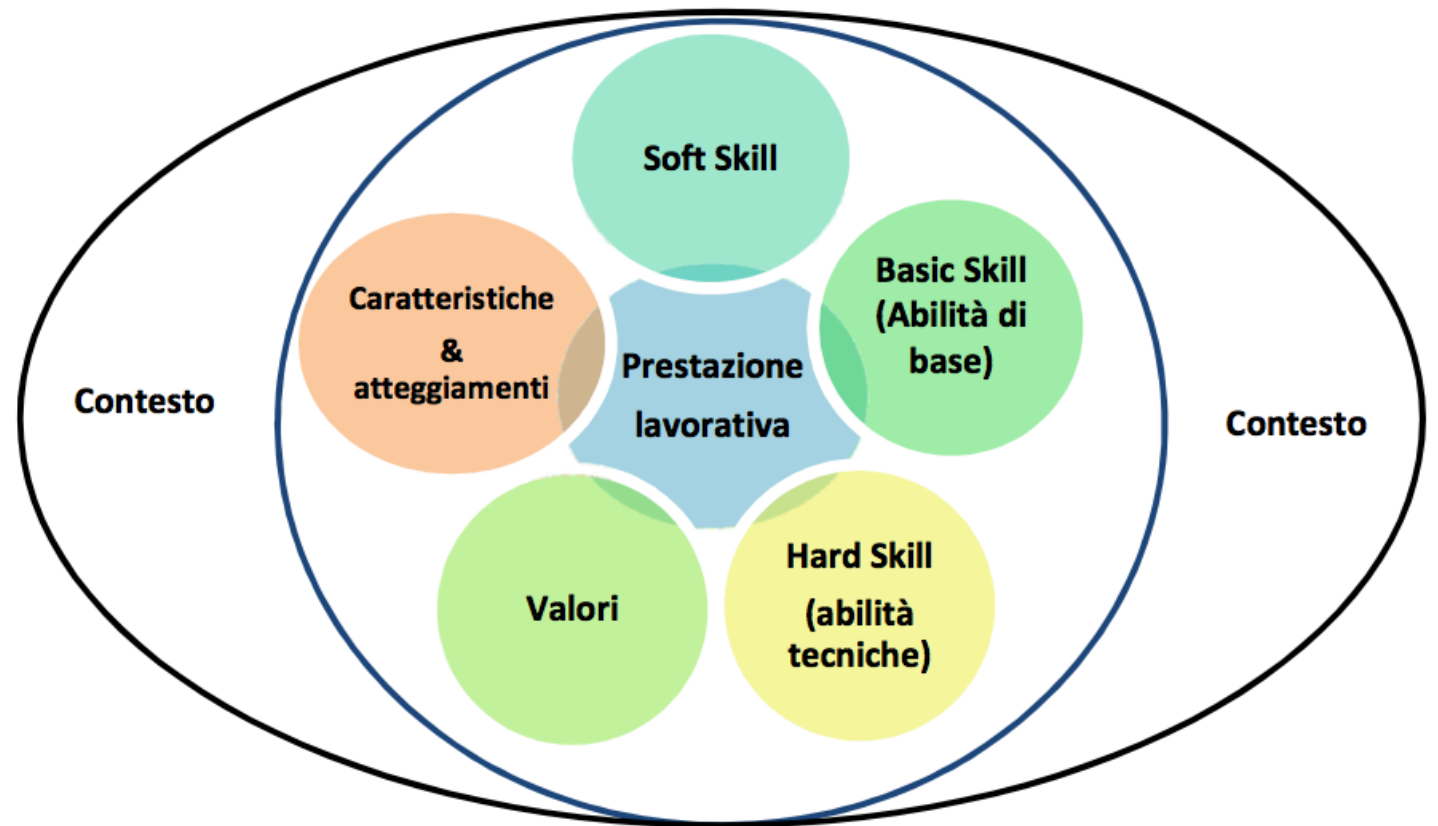 Soft Skill
Basic Skill
(Abilità di
base)
Caratteristiche
&
atteggiamenti
Prestazione
lavorativa
Contesto
Contesto
Hard Skill
(abilità
tecniche)
Valori